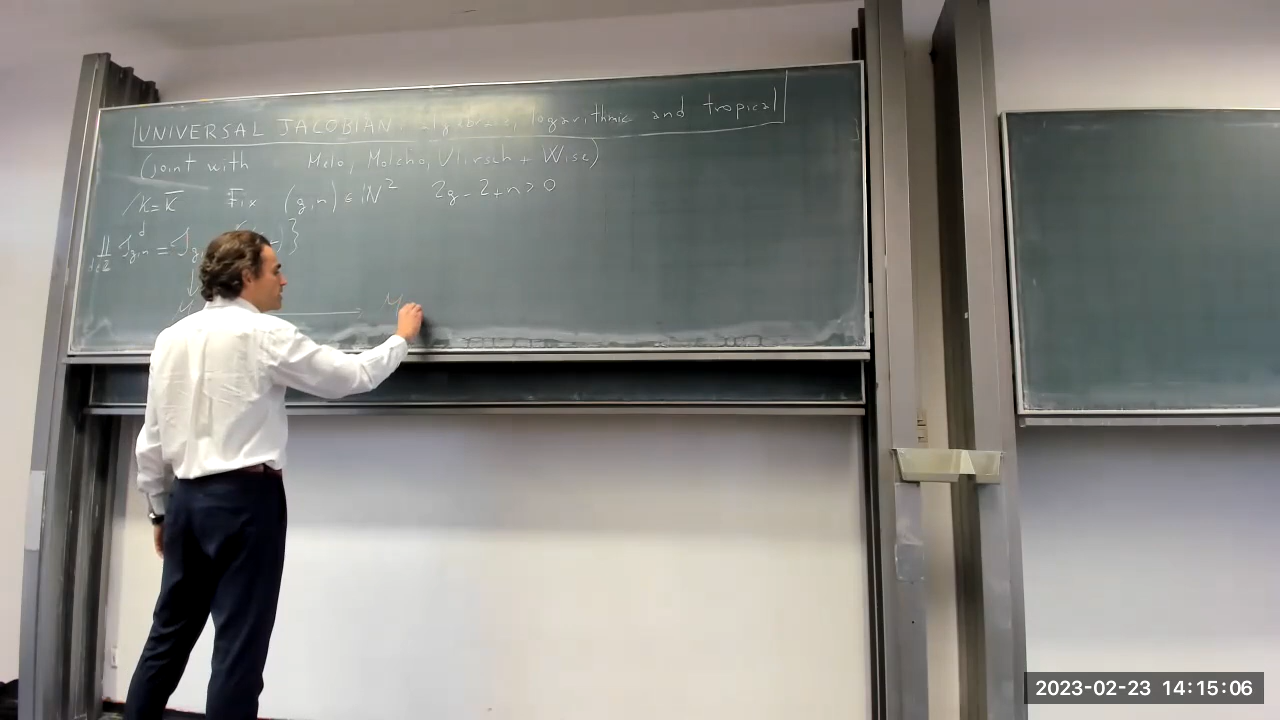 UNIVERSAL JACOBIAN: algebraic, logarithmic and tropical
(joint with Melo, Molcho, Ulirsch + Wise)
K = K̄ Fix (g,n) ∈ ℕ² 2g-2+n > 0
∐ J^d_{g,n} = J
M
2023-02-23 14:15:06